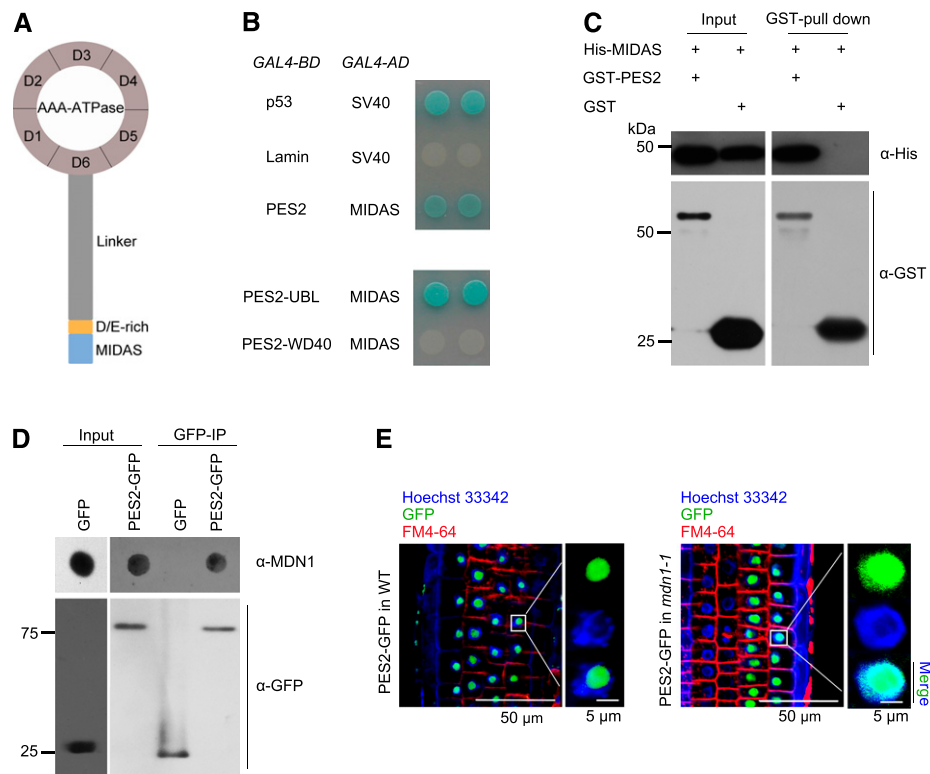 A
D3
D2
D4
AAA-ATPase
D1
D5
D6
Linker
D/E-rich
MIDAS
B
GAL4-BD GAL4-AD
p53 SV40
Lamin SV40
PES2 MIDAS
PES2-UBL MIDAS
PES2-WD40 MIDAS
C
Input GST-pull down
His-MIDAS + + + +
GST-PES2 + +
GST + +
kDa
50
α-His
50
α-GST
25
D
Input GFP-IP
GFP
PES2-GFP
GFP
PES2-GFP
α-MDN1
75
α-GFP
25
E
Hoechst 33342
GFP
FM4-64
PES2-GFP in WT
50 µm
5 µm
Hoechst 33342
GFP
FM4-64
PES2-GFP in mdn1-1
Merge
50 µm
5 µm